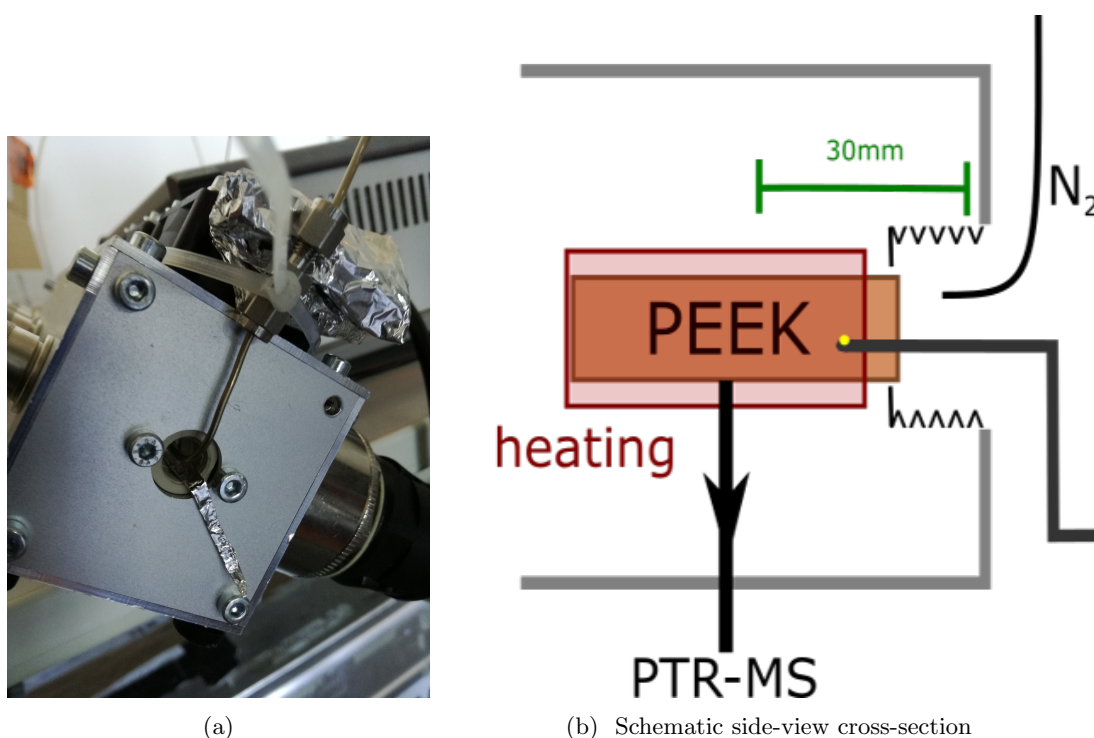 30mm
N₂
PEEK
heating
PTR-MS
(a)
(b) Schematic side-view cross-section